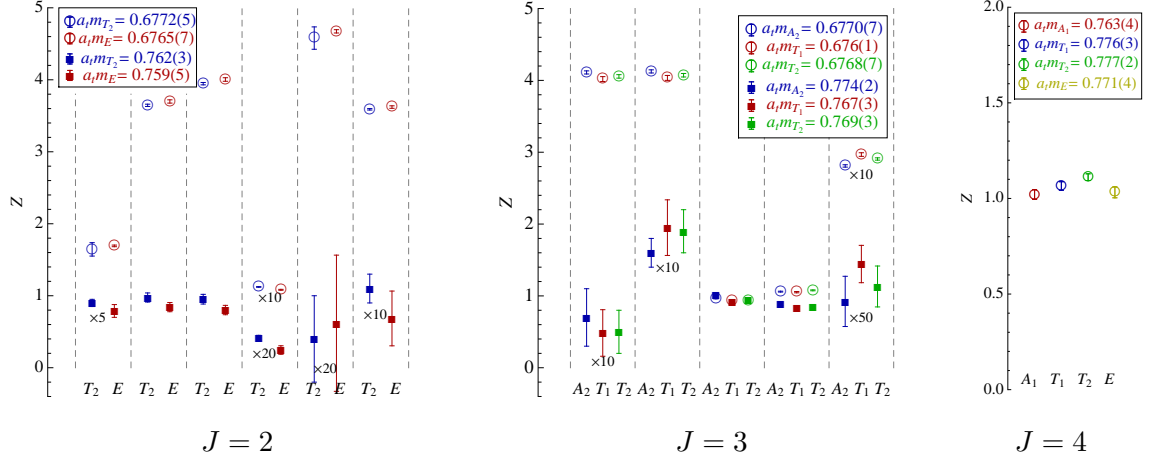 a_t m_{T_2} = 0.6772(5)
a_t m_E = 0.6765(7)
a_t m_{T_2} = 0.762(3)
a_t m_E = 0.759(5)
5
4
3
2
1
0
Z
×5
×10
×20
×20
×10
T_2 E T_2 E T_2 E T_2 E T_2 E T_2 E
J = 2
a_t m_{A_2} = 0.6770(7)
a_t m_{T_1} = 0.676(1)
a_t m_{T_2} = 0.6768(7)
a_t m_{A_2} = 0.774(2)
a_t m_{T_1} = 0.767(3)
a_t m_{T_2} = 0.769(3)
5
4
3
2
1
0
Z
×10
×10
×10
×50
A_2 T_1 T_2 A_2 T_1 T_2 A_2 T_1 T_2 A_2 T_1 T_2 A_2 T_1 T_2
J = 3
a_t m_{A_1} = 0.763(4)
a_t m_{T_1} = 0.776(3)
a_t m_{T_2} = 0.777(2)
a_t m_E = 0.771(4)
2.0
1.5
1.0
0.5
0.0
Z
A_1 T_1 T_2 E
J = 4